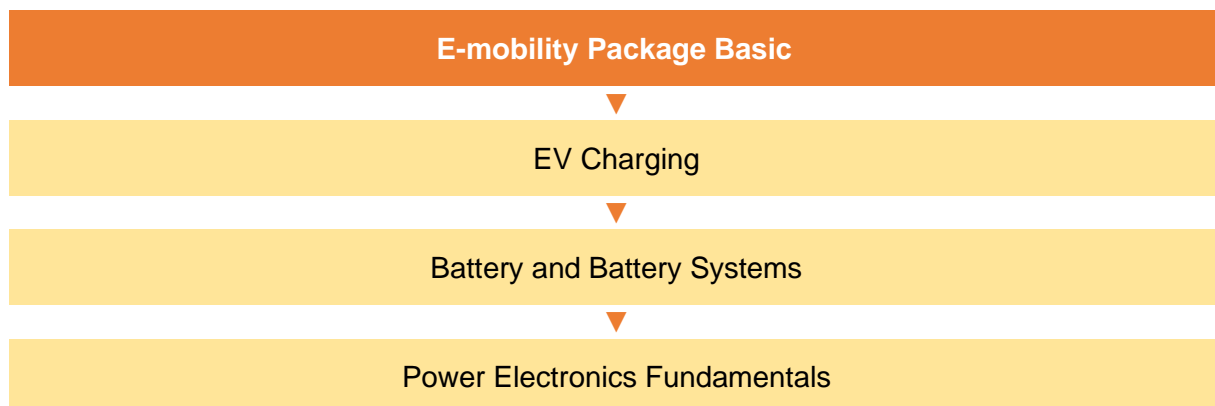 E-mobility Package Basic
EV Charging
Battery and Battery Systems
Power Electronics Fundamentals